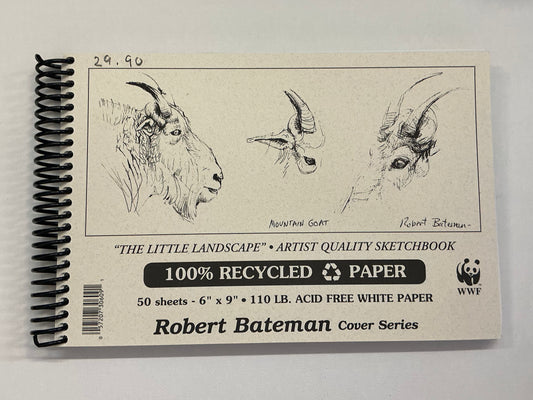 29.90
MOUNTAIN GOAT
Robert Bateman-
"THE LITTLE LANDSCAPE" • ARTIST QUALITY SKETCHBOOK
100% RECYCLED PAPER
50 sheets - 6" x 9" • 110 LB. ACID FREE WHITE PAPER
WWF
Robert Bateman Cover Series